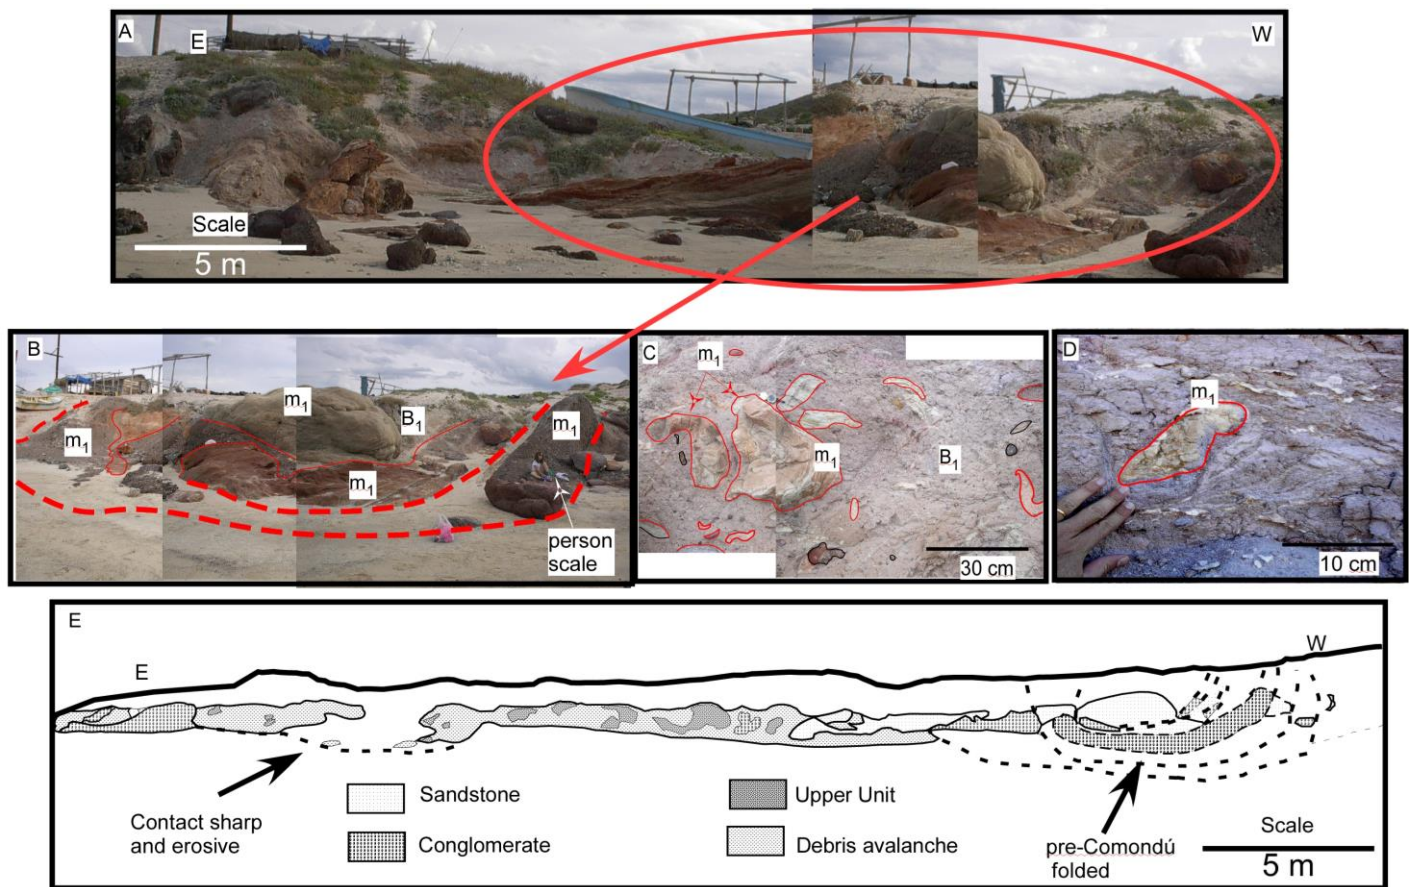 A
E
W
Scale
5 m
B
m1
B1
m1
m1
m1
person
scale
C
m1
m1
B1
30 cm
D
m1
10 cm
E
E
W
Contact sharp
and erosive
Sandstone
Conglomerate
Upper Unit
Debris avalanche
pre-Comondú
folded
Scale
5 m